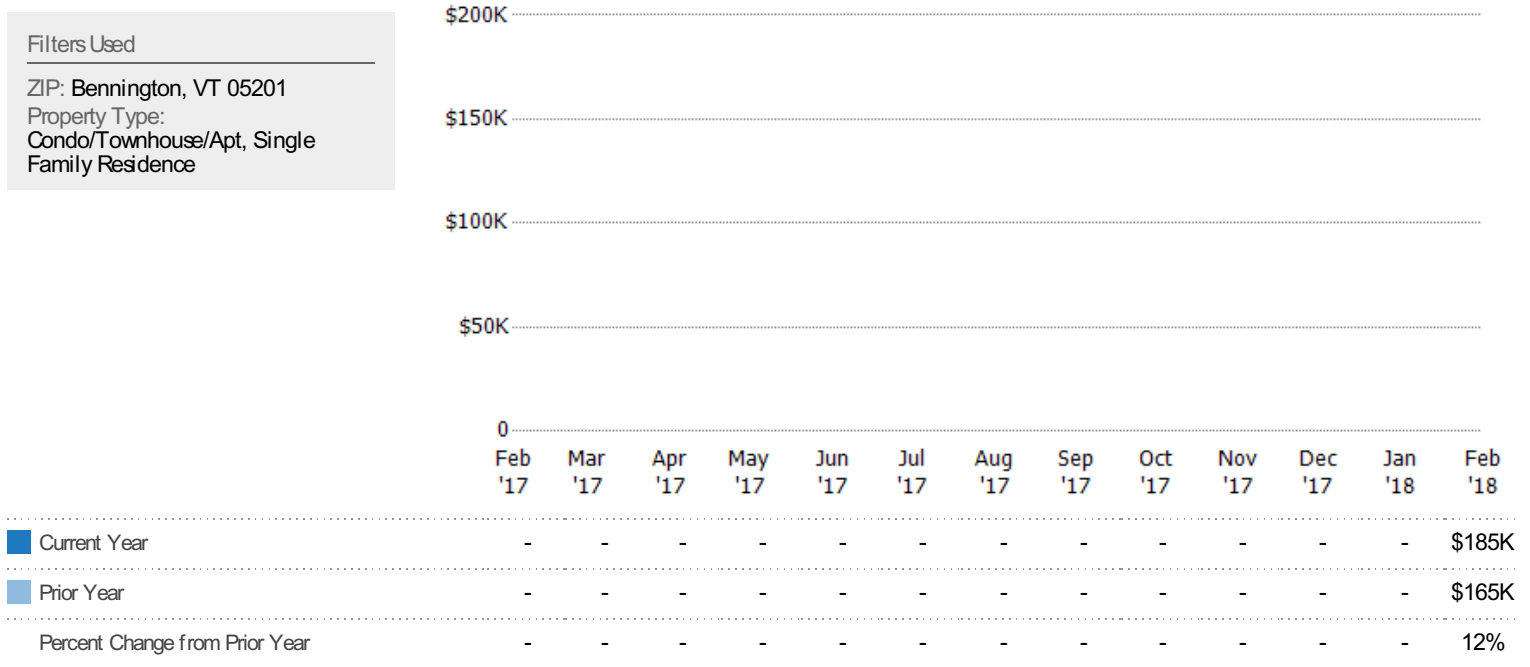 Filters Used
ZIP: Bennington, VT 05201
Property Type:
Condo/Townhouse/Apt, Single
Family Residence
$200K
$150K
$100K
$50K
0
Feb Mar Apr May Jun Jul Aug Sep Oct Nov Dec Jan Feb
'17 '17 '17 '17 '17 '17 '17 '17 '17 '17 '17 '18 '18
Current Year - - - - - - - - - - - - $185K
Prior Year - - - - - - - - - - - - $165K
Percent Change from Prior Year - - - - - - - - - - - - 12%